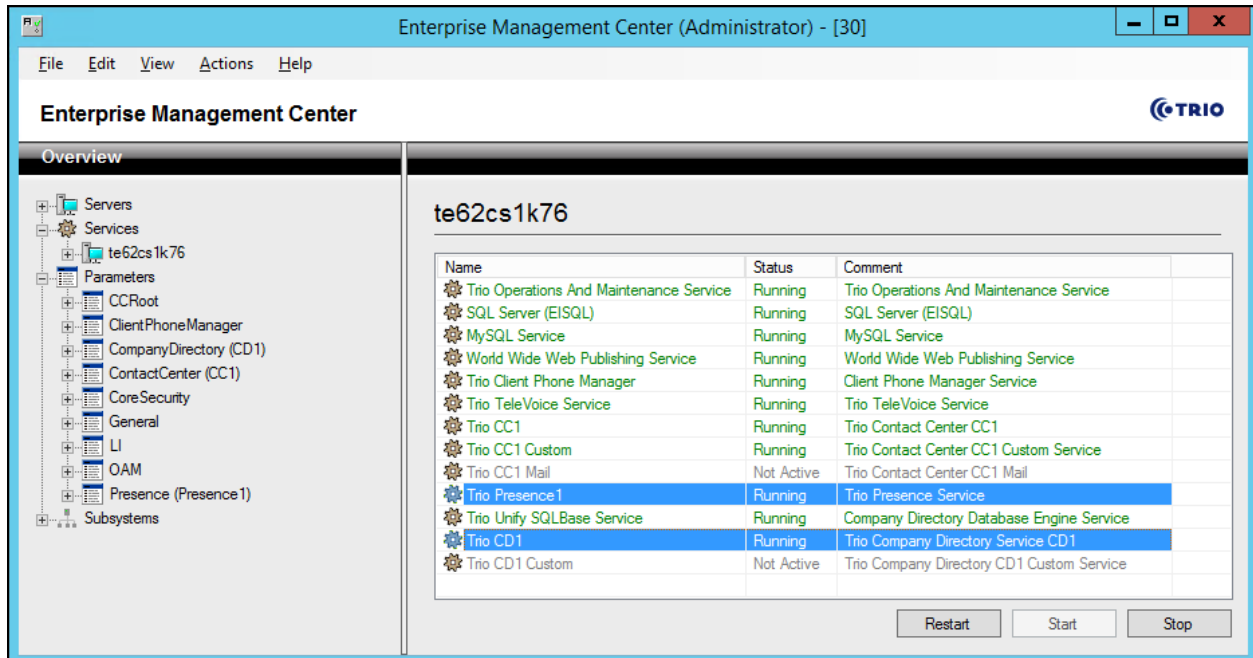 Enterprise Management Center (Administrator) - [30]
File Edit View Actions Help
Enterprise Management Center
TRIO
Overview
Servers
Services
te62cs1k76
Parameters
CCRoot
ClientPhoneManager
CompanyDirectory (CD1)
ContactCenter (CC1)
CoreSecurity
General
LI
OAM
Presence (Presence1)
Subsystems
te62cs1k76
Name Status Comment
Trio Operations And Maintenance Service Running Trio Operations And Maintenance Service
SQL Server (EISQL) Running SQL Server (EISQL)
MySQL Service Running MySQL Service
World Wide Web Publishing Service Running World Wide Web Publishing Service
Trio Client Phone Manager Running Client Phone Manager Service
Trio TeleVoice Service Running Trio TeleVoice Service
Trio CC1 Running Trio Contact Center CC1
Trio CC1 Custom Running Trio Contact Center CC1 Custom Service
Trio CC1 Mail Not Active Trio Contact Center CC1 Mail
Trio Presence1 Running Trio Presence Service
Trio Unify SQLBase Service Running Company Directory Database Engine Service
Trio CD1 Running Trio Company Directory Service CD1
Trio CD1 Custom Not Active Trio Company Directory CD1 Custom Service
Restart Start Stop